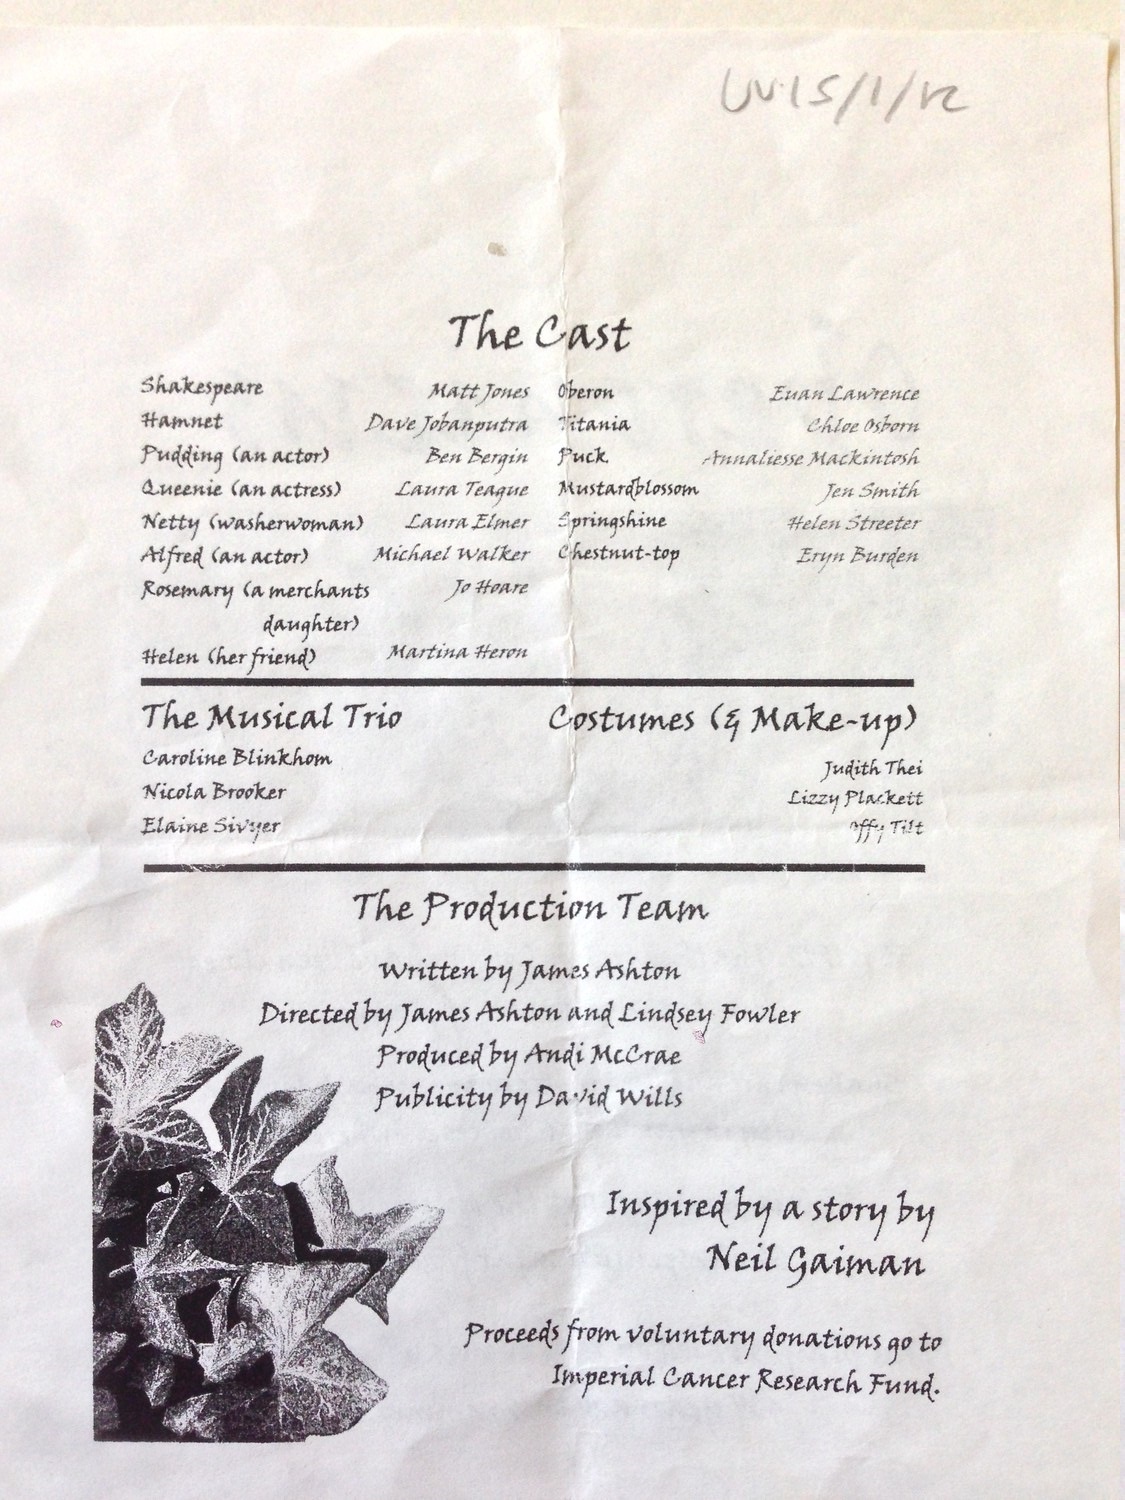 UV.15/1/12
The Cast
Shakespeare Matt Jones
Hamnet Dave Jobanputra
Pudding (an actor) Ben Bergin
Queenie (an actress) Laura Teague
Netty (washerwoman) Laura Elmer
Alfred (an actor) Michael Walker
Rosemary (a merchants Jo Hoare
daughter)
Helen (her friend) Martina Heron
Oberon Euan Lawrence
Titania Chloe Osborn
Puck Annaliesse Mackintosh
Mustardblossom Jen Smith
Springshine Helen Streeter
Chestnut-top Eryn Burden
The Musical Trio
Caroline Blinkhom
Nicola Brooker
Elaine Sivyer
Costumes (& Make-up)
Judith Thei
Lizzy Plackett
Offy Tilt
The Production Team
Written by James Ashton
Directed by James Ashton and Lindsey Fowler
Produced by Andi McCrae
Publicity by David Wills
Inspired by a story by
Neil Gaiman
Proceeds from voluntary donations go to
Imperial Cancer Research Fund.